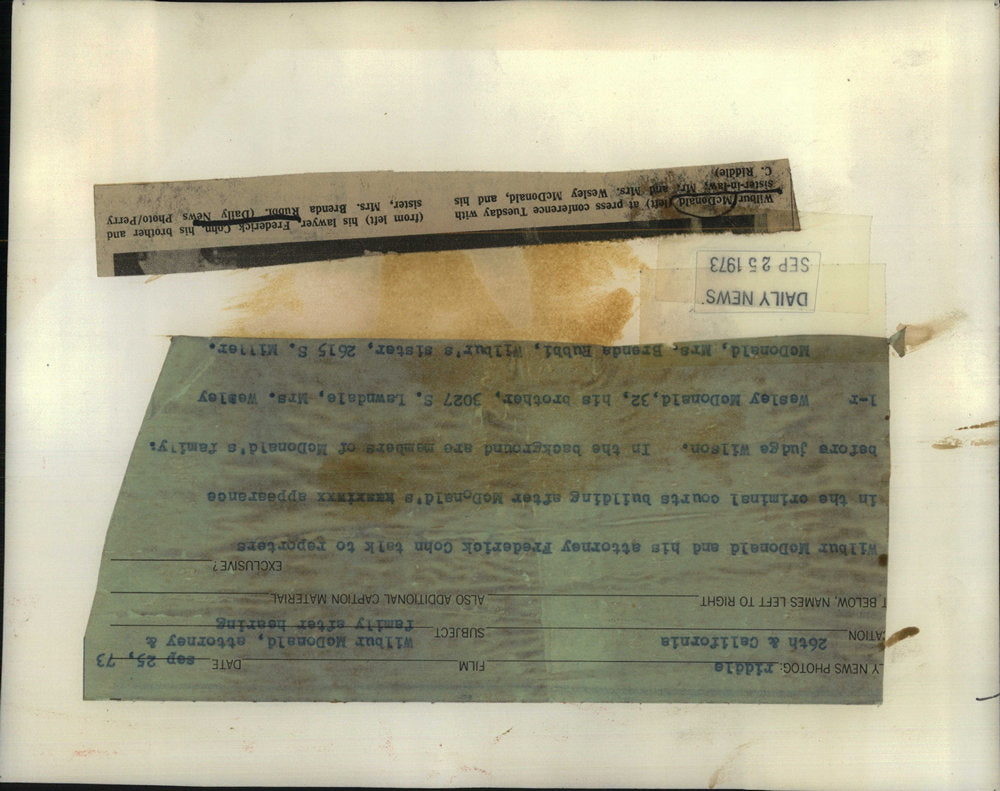 Y NEWS PHOTOG: riddle FILM DATE sep 25, 73
ATION 26th & California SUBJECT Wilbur McDonald, attorney &
family after hearing
T BELOW, NAMES LEFT TO RIGHT ALSO ADDITIONAL CAPTION MATERIAL
EXCLUSIVE?
Wilbur McDonald and his attorney Frederick Cohn talk to reporters
in the criminal courts building after McDonald's appearance
before judge Wilson. In the background are members of McDonald's family.
l-r Wesley McDonald,32, his brother, 3027 S. Lawndale, Mrs. Wesley
McDonald, Mrs. Brenda Rubbi, Wilbur's sister, 2615 S. Miller.
DAILY NEWS
SEP 25 1973
Wilbur McDonald (left) at press conference Tuesday with
(from left) his lawyer, Frederick Cohn, his brother and
sister-in-law, Mr. and Mrs. Wesley McDonald, and his
sister, Mrs. Brenda Rubbi. (Daily News Photo/Perry
C. Riddle)